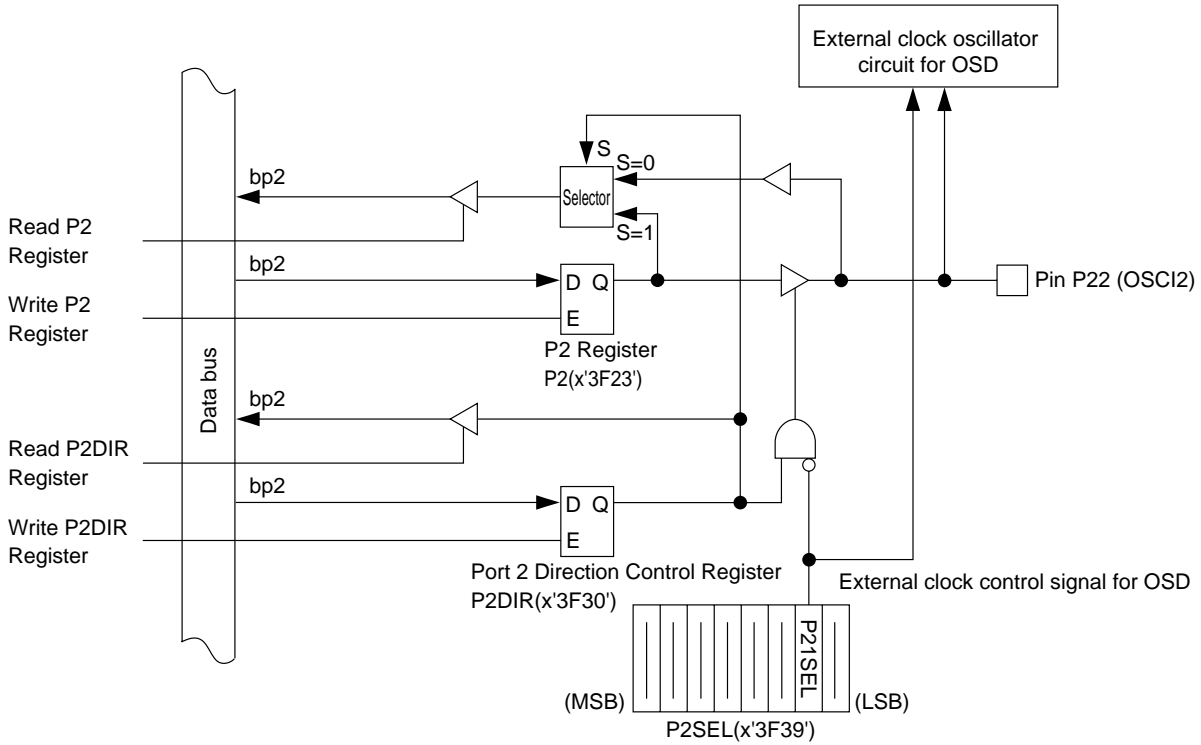 External clock oscillator
circuit for OSD
S
S=0
bp2
Selector
Read P2
Register
S=1
bp2
D Q
Pin P22 (OSCI2)
Write P2
Register
E
P2 Register
P2(x'3F23')
Data bus
bp2
Read P2DIR
Register
bp2
D Q
Write P2DIR
Register
E
Port 2 Direction Control Register
P2DIR(x'3F30')
External clock control signal for OSD
P21SEL
(MSB)
(LSB)
P2SEL(x'3F39')